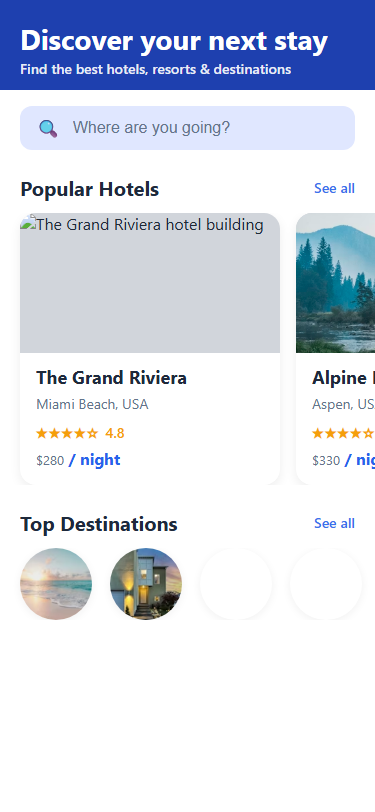 Discover your next stay
Find the best hotels, resorts & destinations
Where are you going?
Popular Hotels
See all
The Grand Riviera hotel building
The Grand Riviera
Miami Beach, USA
★★★★☆ 4.8
$280 / night
Alpine
Aspen, US
★★★★☆
$330 / nig
Top Destinations
See all